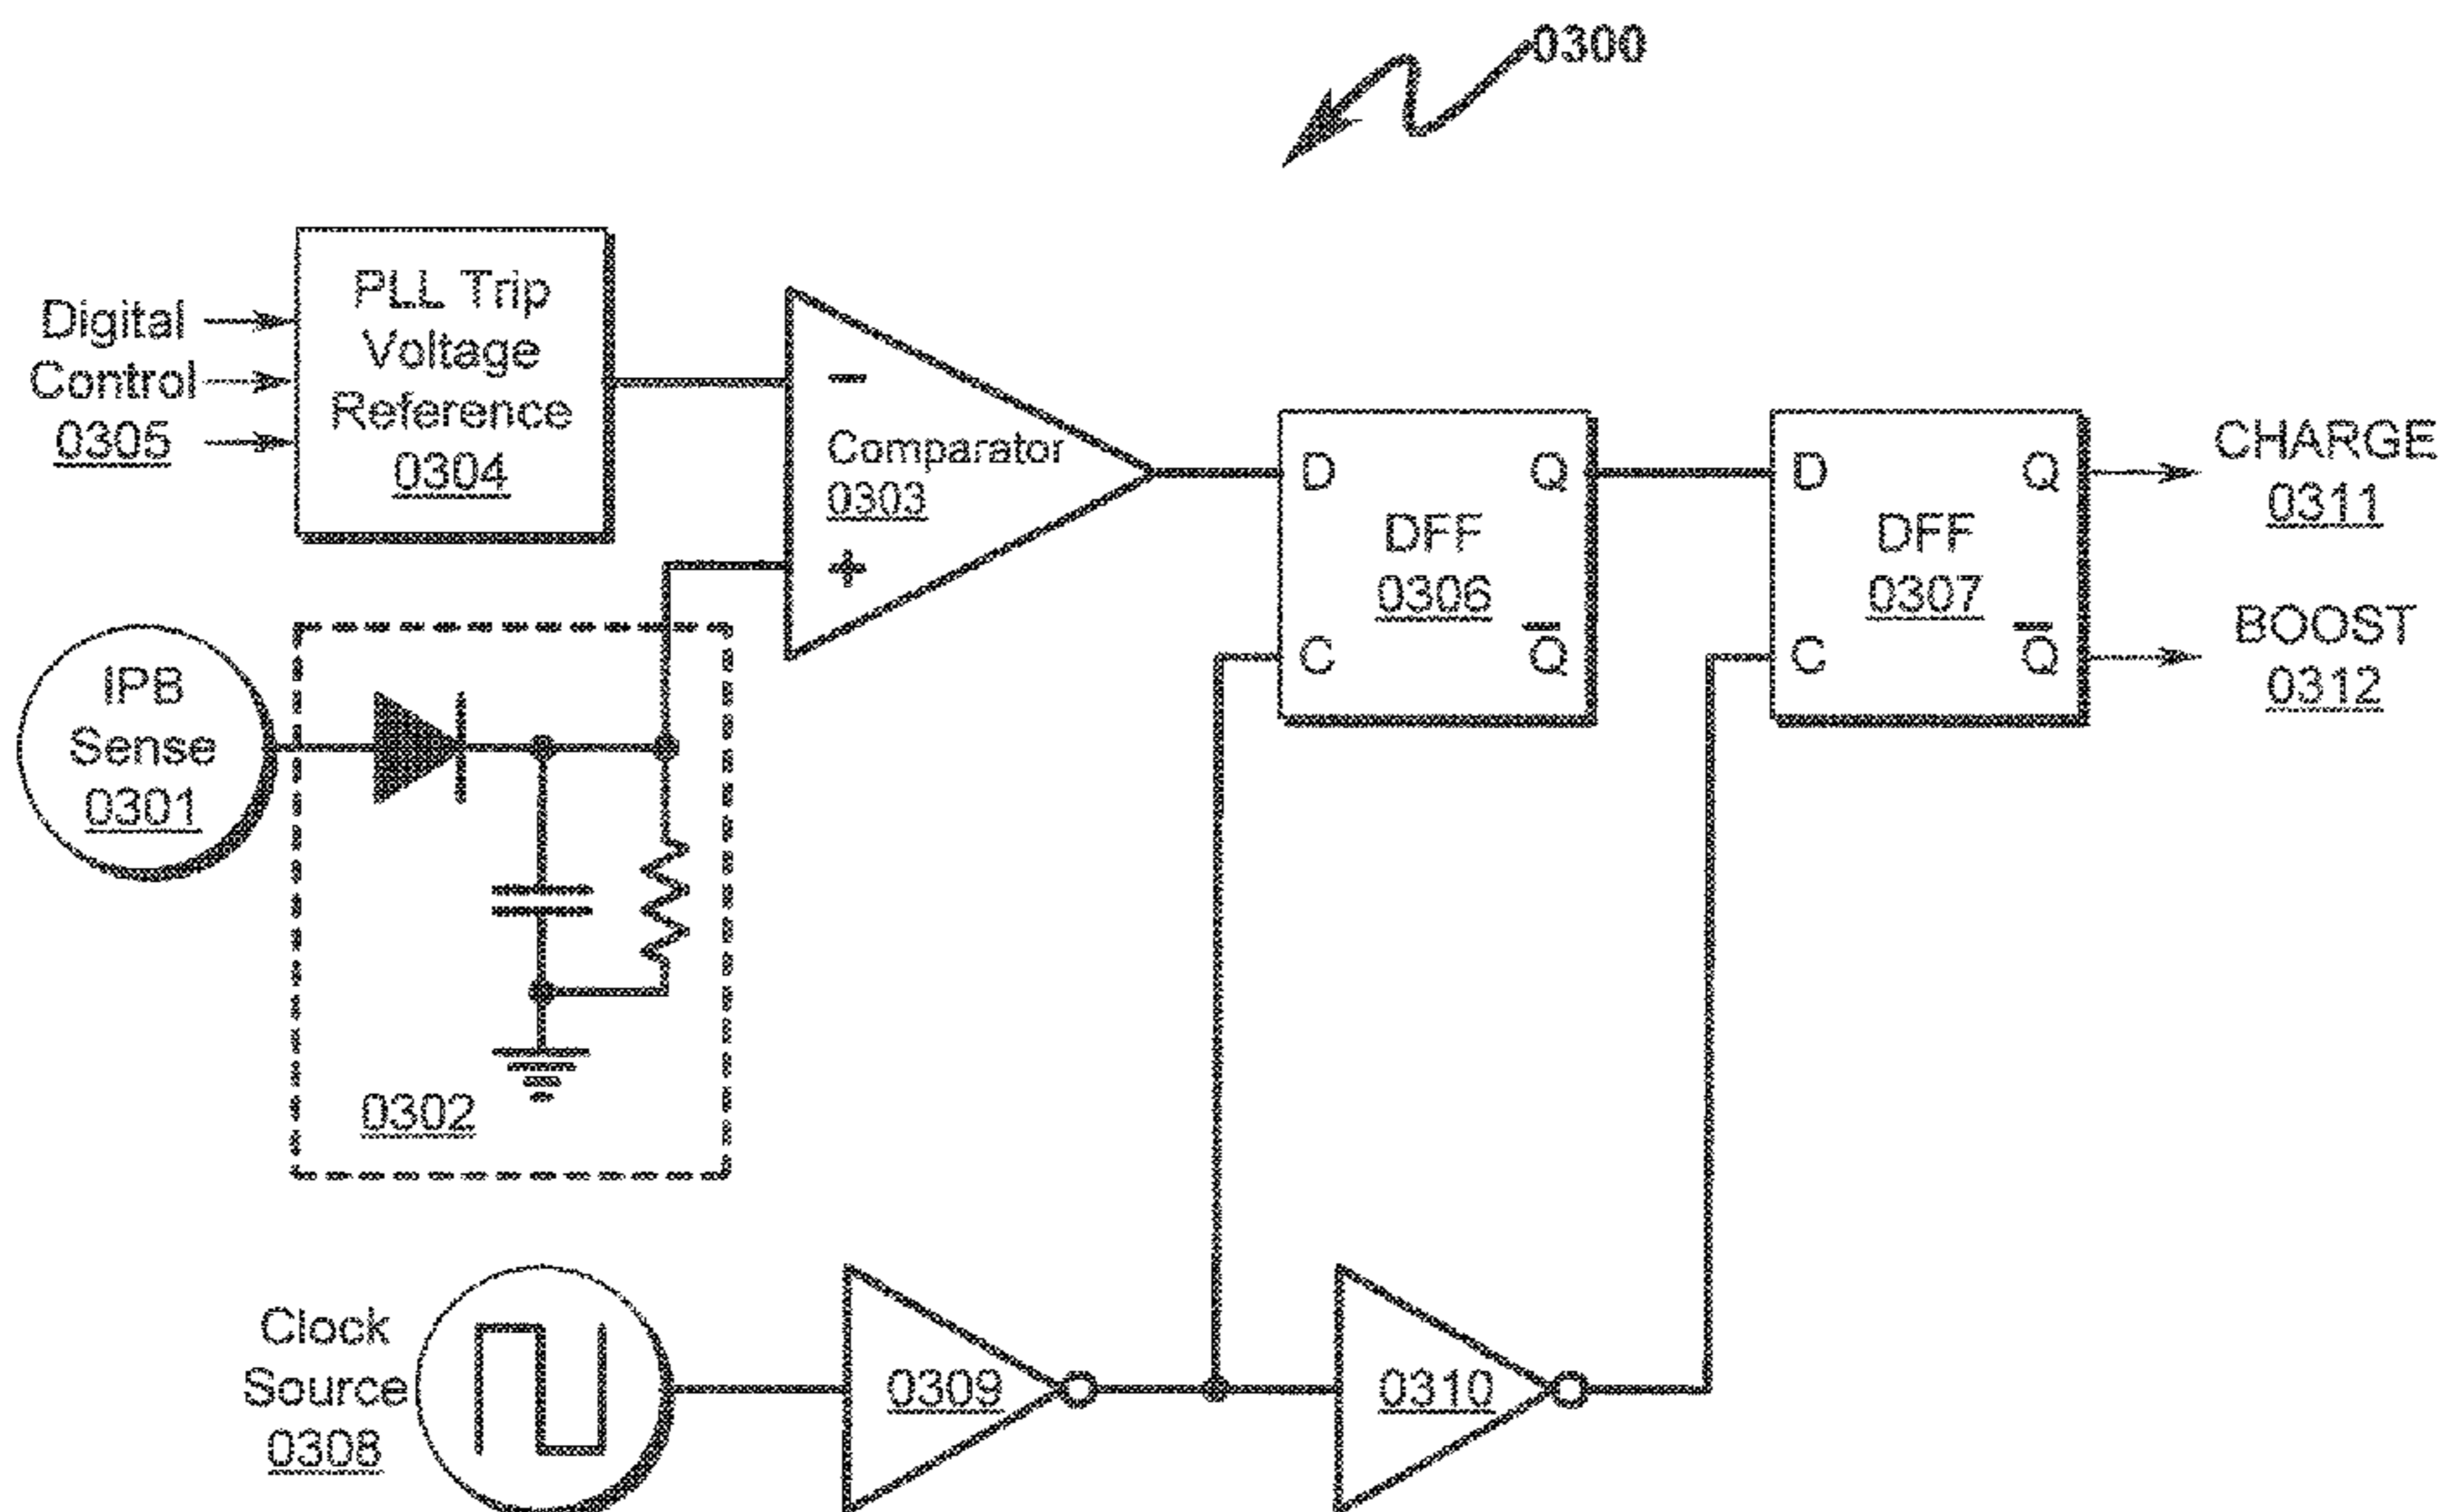 0300
Digital
Control
0305
PLL Trip
Voltage
Reference
0304
−
Comparator
0303
+
D
Q
DFF
0306
C
Q̅
D
Q
DFF
0307
C
Q̅
CHARGE
0311
BOOST
0312
IPB
Sense
0301
0302
Clock
Source
0308
0309
0310